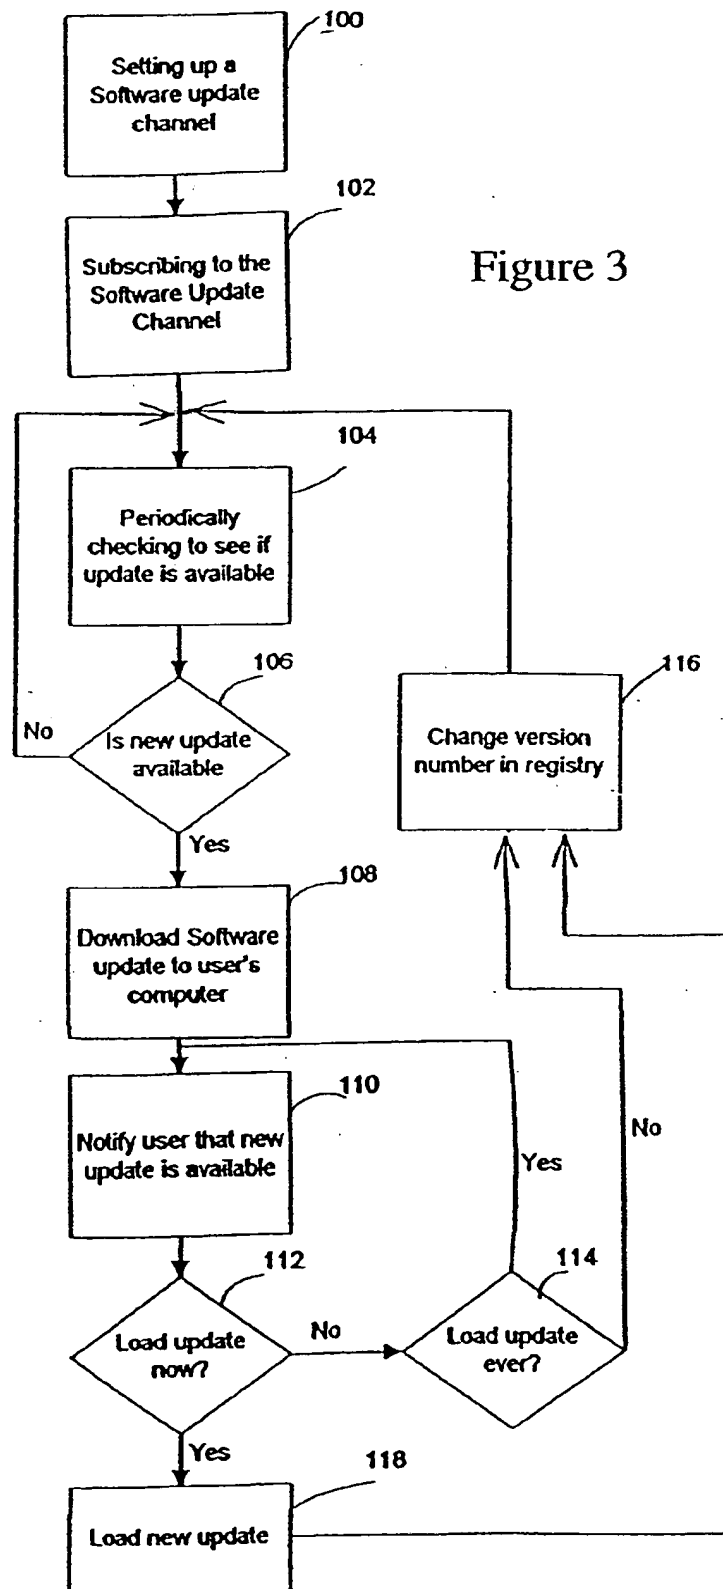 100
Setting up a
Software update
channel
102
Subscribing to the
Software Update
Channel
Figure 3
104
Periodically
checking to see if
update is available
106
No
Is new update
available
Yes
116
Change version
number in registry
108
Download Software
update to user's
computer
110
Notify user that new
update is available
Yes
No
112
Load update
now?
No
114
Load update
ever?
Yes
118
Load new update